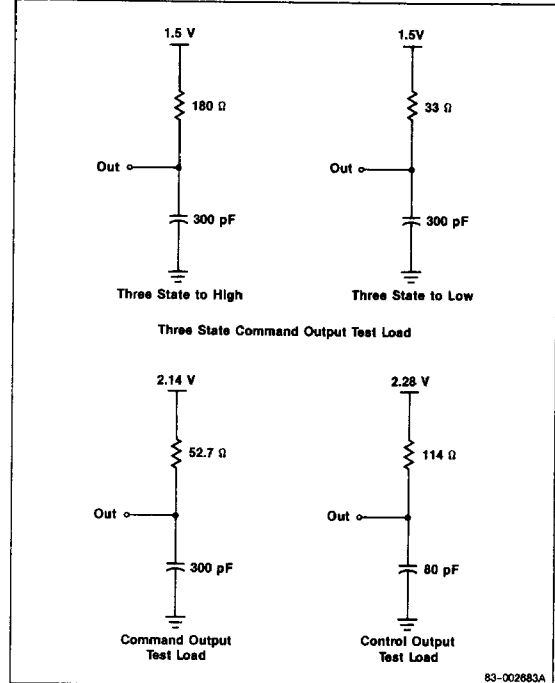 1.5 V
1.5V
180 Ω
33 Ω
Out
Out
300 pF
300 pF
Three State to High
Three State to Low
Three State Command Output Test Load
2.14 V
2.28 V
52.7 Ω
114 Ω
Out
Out
300 pF
80 pF
Command Output
Test Load
Control Output
Test Load
83-002683A